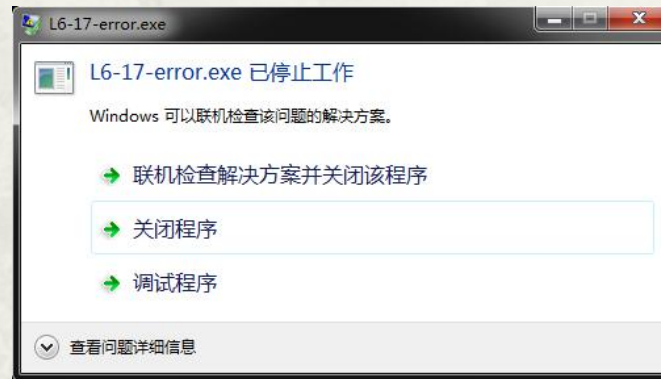 L6-17-error.exe
L6-17-error.exe 已停止工作
Windows 可以联机检查该问题的解决方案。
联机检查解决方案并关闭该程序
关闭程序
调试程序
查看问题详细信息